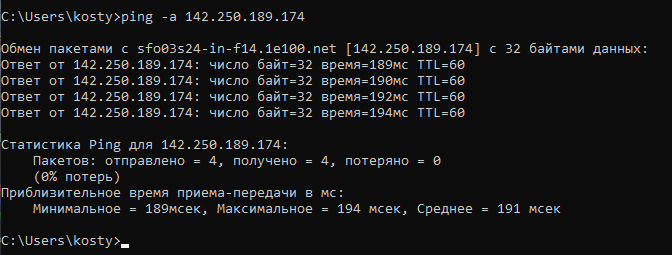 C:\Users\kosty>ping -a 142.250.189.174
Обмен пакетами с sfo03s24-in-f14.1e100.net [142.250.189.174] с 32 байтами данных:
Ответ от 142.250.189.174: число байт=32 время=189мс TTL=60
Ответ от 142.250.189.174: число байт=32 время=190мс TTL=60
Ответ от 142.250.189.174: число байт=32 время=192мс TTL=60
Ответ от 142.250.189.174: число байт=32 время=194мс TTL=60
Статистика Ping для 142.250.189.174:
Пакетов: отправлено = 4, получено = 4, потеряно = 0
(0% потерь)
Приблизительное время приема-передачи в мс:
Минимальное = 189мсек, Максимальное = 194 мсек, Среднее = 191 мсек
C:\Users\kosty>